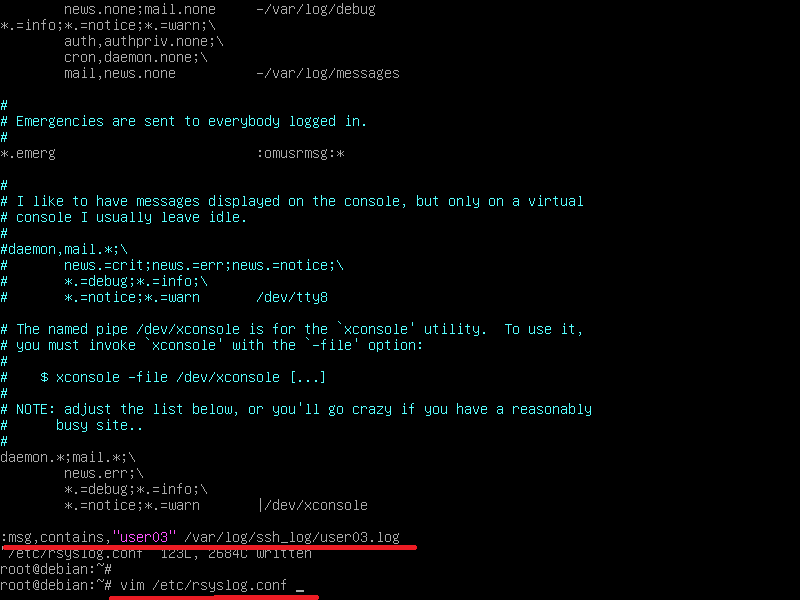 news.none;mail.none     -/var/log/debug
*.=info;*.=notice;*.=warn;\
        auth,authpriv.none;\
        cron,daemon.none;\
        mail,news.none          -/var/log/messages
#
# Emergencies are sent to everybody logged in.
#
*.emerg                         :omusrmsg:*
#
# I like to have messages displayed on the console, but only on a virtual
# console I usually leave idle.
#
#daemon,mail.*;\
#       news.=crit;news.=err;news.=notice;\
#       *.=debug;*.=info;\
#       *.=notice;*.=warn       /dev/tty8
# The named pipe /dev/xconsole is for the `xconsole' utility.  To use it,
# you must invoke `xconsole' with the `-file' option:
#
#    $ xconsole -file /dev/xconsole [...]
#
# NOTE: adjust the list below, or you'll go crazy if you have a reasonably
#      busy site..
#
daemon.*;mail.*;\
        news.err;\
        *.=debug;*.=info;\
        *.=notice;*.=warn       |/dev/xconsole
:msg,contains,"user03" /var/log/ssh_log/user03.log
"/etc/rsyslog.conf" 123L, 2684C written
root@debian:~#
root@debian:~# vim /etc/rsyslog.conf _